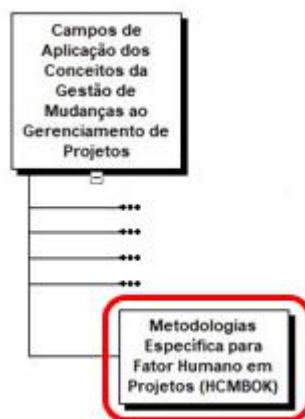 Campos de
Aplicação dos
Conceitos da
Gestão de
Mudanças ao
Gerenciamento de
Projetos
Metodologias
Especifica para
Fator Humano em
Projetos (HCMBOK)